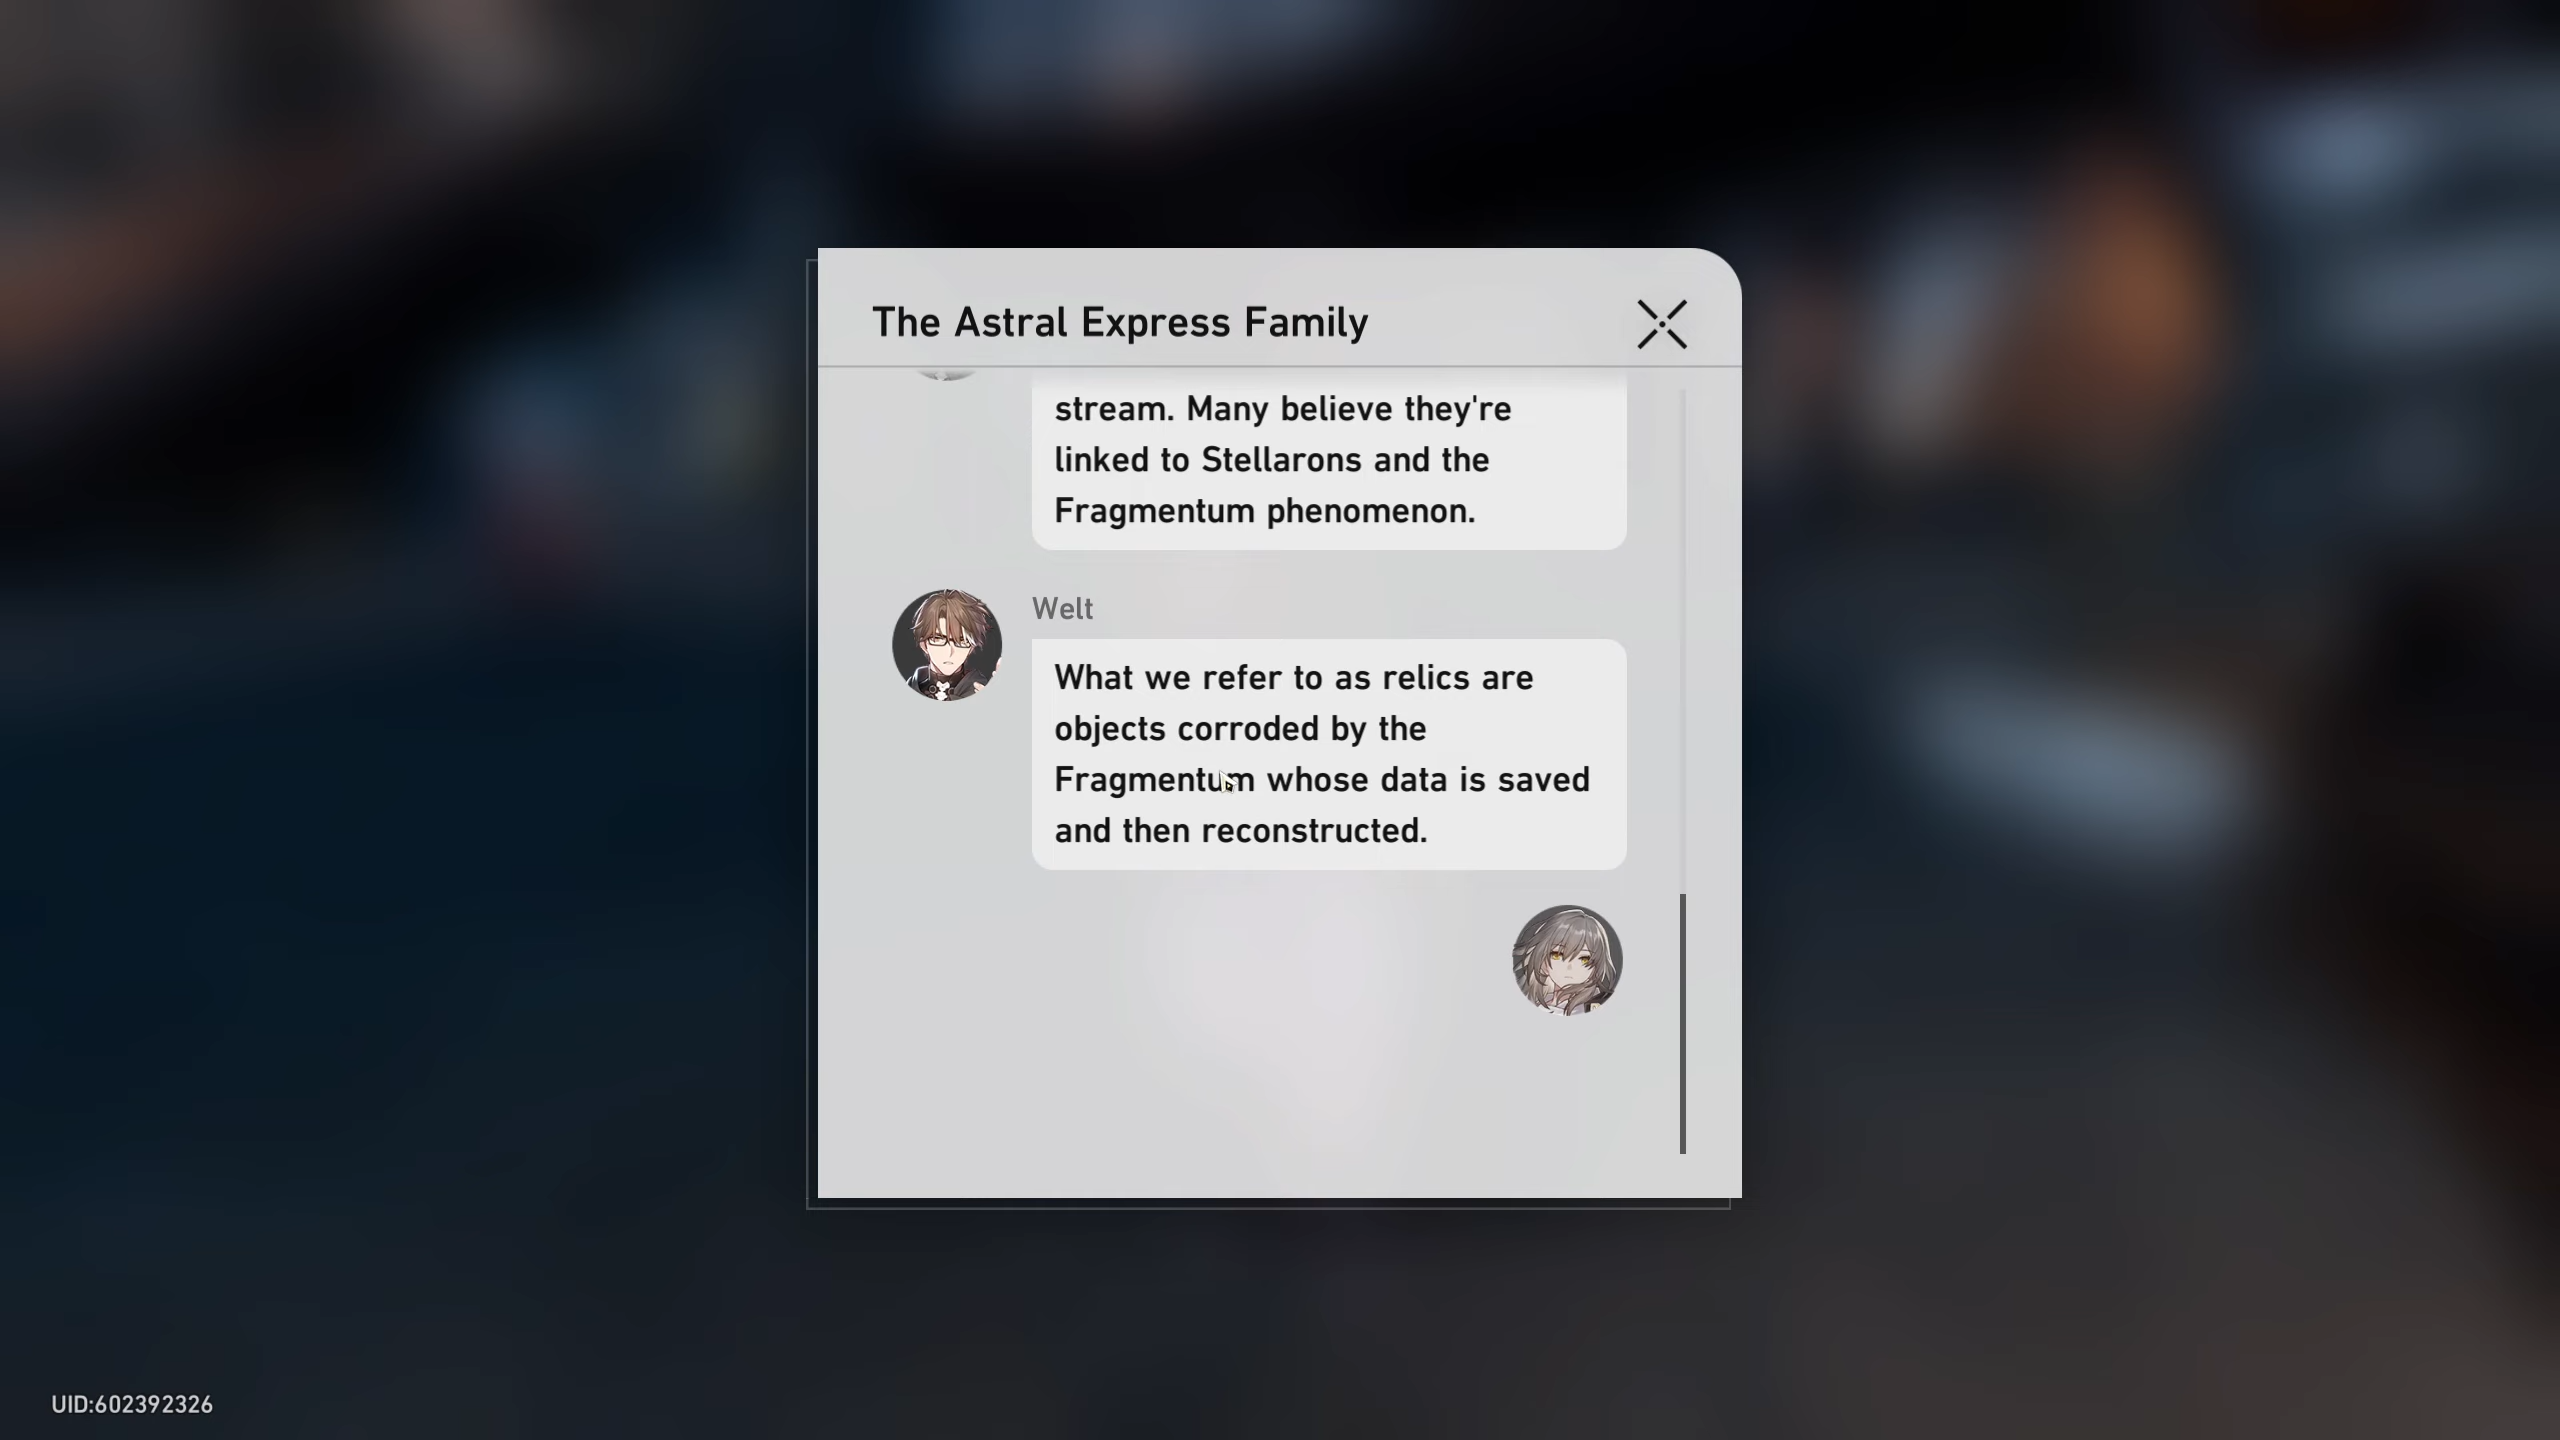 The Astral Express Family
stream. Many believe they're
linked to Stellarons and the
Fragmentum phenomenon.
Welt
What we refer to as relics are
objects corroded by the
Fragmentum whose data is saved
and then reconstructed.
UID:602392326